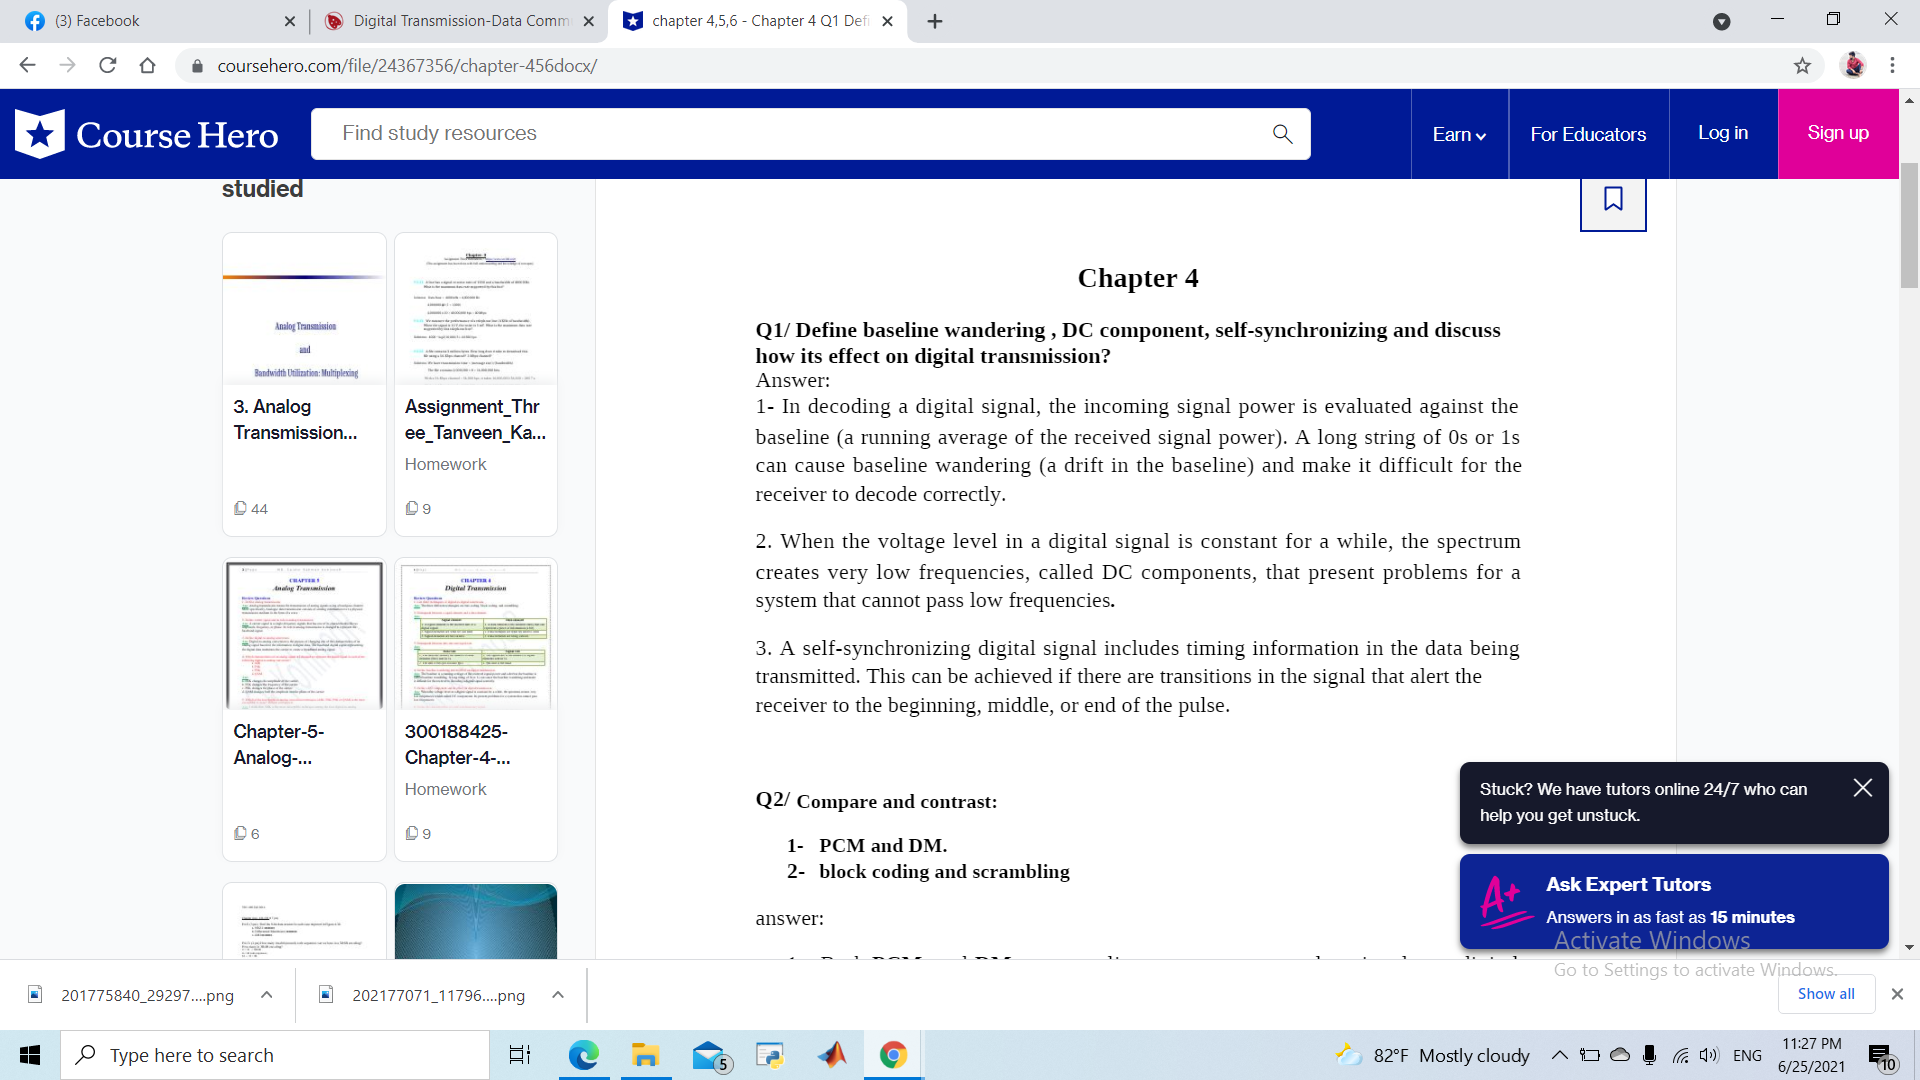 (3) Facebook
Digital Transmission-Data Comm
chapter 4,5,6 - Chapter 4 Q1 Defi
coursehero.com/file/24367356/chapter-456docx/
Course Hero
Find study resources
Earn
For Educators
Log in
Sign up
studied
Analog Transmission
and
Bandwidth Utilization: Multiplexing
3. Analog
Transmission...
44
Assignment_Thr
ee_Tanveen_Ka...
Homework
9
CHAPTER 5
Analog Transmission
Chapter-5-
Analog-...
6
CHAPTER 4
Digital Transmission
300188425-
Chapter-4-...
Homework
9
Chapter 4
Q1/ Define baseline wandering , DC component, self-synchronizing and discuss
how its effect on digital transmission?
Answer:
1- In decoding a digital signal, the incoming signal power is evaluated against the
baseline (a running average of the received signal power). A long string of 0s or 1s
can cause baseline wandering (a drift in the baseline) and make it difficult for the
receiver to decode correctly.
2. When the voltage level in a digital signal is constant for a while, the spectrum
creates very low frequencies, called DC components, that present problems for a
system that cannot pass low frequencies.
3. A self-synchronizing digital signal includes timing information in the data being
transmitted. This can be achieved if there are transitions in the signal that alert the
receiver to the beginning, middle, or end of the pulse.
Q2/ Compare and contrast:
1- PCM and DM.
2- block coding and scrambling
answer:
Stuck? We have tutors online 24/7 who can
help you get unstuck.
A+
Ask Expert Tutors
Answers in as fast as 15 minutes
Activate Windows
Go to Settings to activate Windows.
201775840_29297....png
202177071_11796....png
Show all
Type here to search
5
82°F Mostly cloudy
ENG
11:27 PM
6/25/2021
10